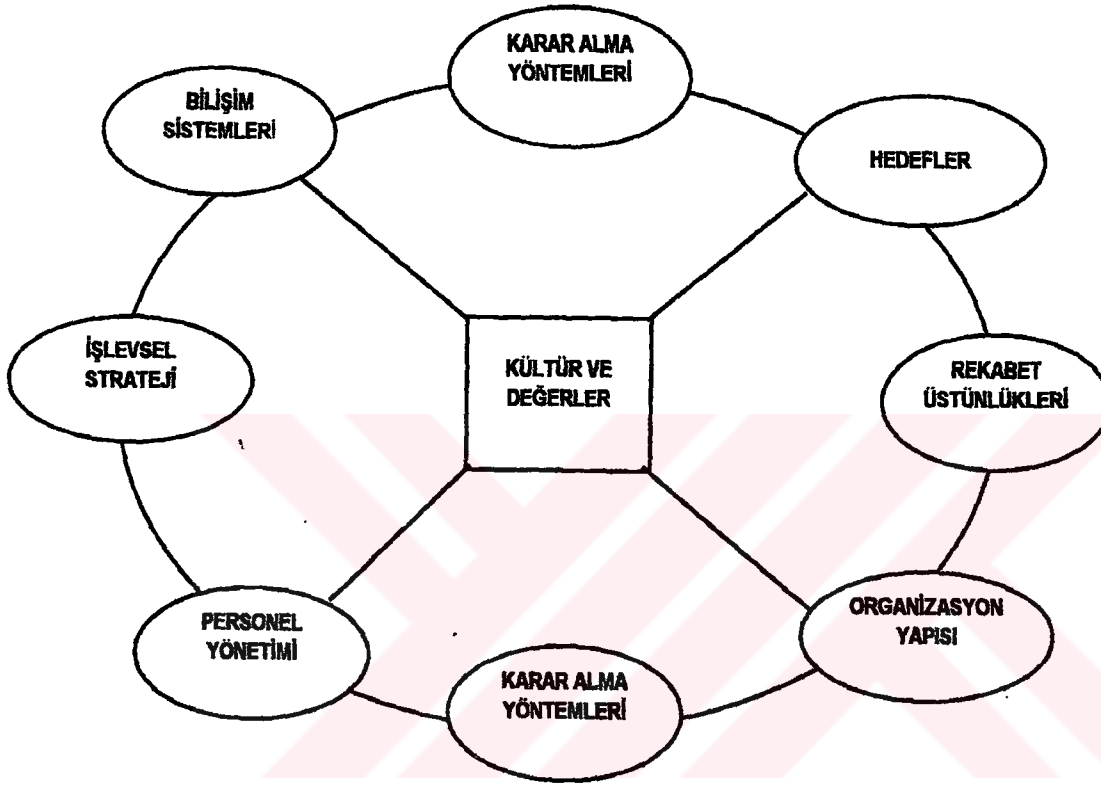 KARAR ALMA
YÖNTEMLERİ
BİLİŞİM
SİSTEMLERİ
HEDEFLER
İŞLEVSEL
STRATEJİ
KÜLTÜR VE
DEĞERLER
REKABET
ÜSTÜNLÜKLERİ
PERSONEL
YÖNETİMİ
ORGANİZASYON
YAPISI
KARAR ALMA
YÖNTEMLERİ